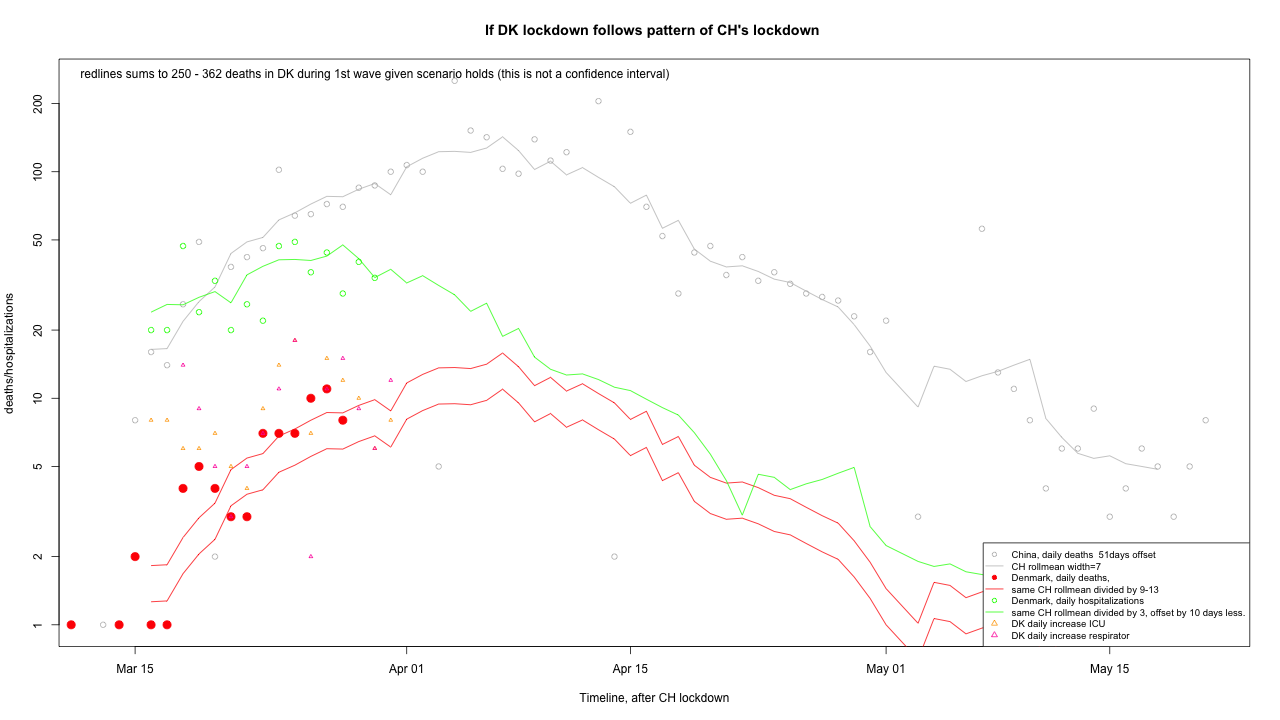 If DK lockdown follows pattern of CH's lockdown
redlines sums to 250 - 362 deaths in DK during 1st wave given scenario holds (this is not a confidence interval)
deaths/hospitalizations
200
100
50
20
10
5
2
1
China, daily deaths  51days offset
CH rollmean width=7
Denmark, daily deaths,
same CH rollmean divided by 9-13
Denmark, daily hospitalizations
same CH rollmean divided by 3, offset by 10 days less.
DK daily increase ICU
DK daily increase respirator
Mar 15
Apr 01
Apr 15
May 01
May 15
Timeline, after CH lockdown